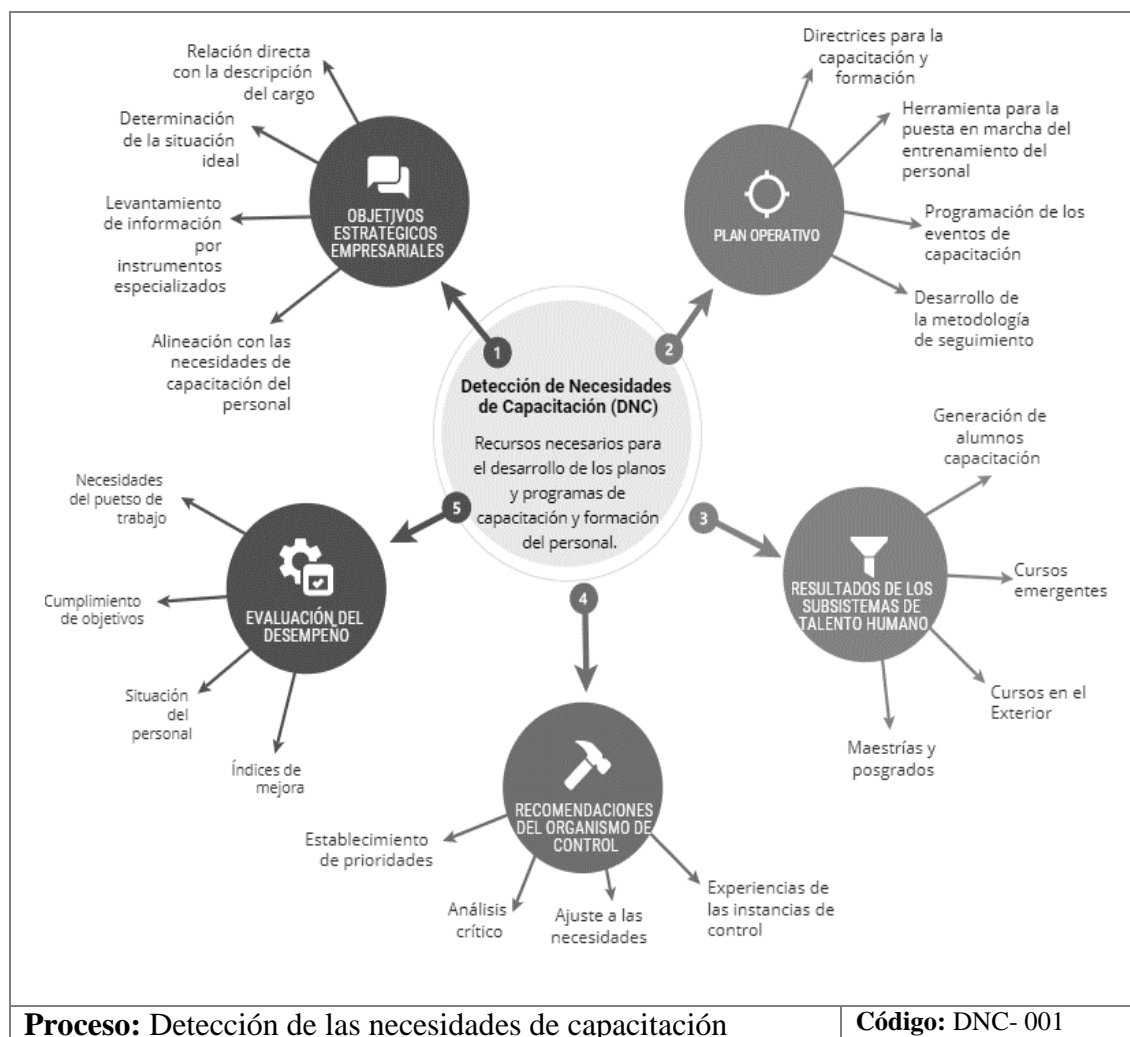 Relación directa
con la descripción
del cargo
Determinación
de la situación
ideal
Levantamiento
de información
por
instrumentos
especializados
Alineación con las
necesidades de
capacitación del
personal
OBJETIVOS
ESTRATÉGICOS
EMPRESARIALES
1
Directrices para la
capacitación y
formación
Herramienta para la
puesta en marcha del
entrenamiento del
personal
Programación de los
eventos de
capacitación
Desarrollo de
la metodología
de seguimiento
PLAN OPERATIVO
2
Detección de Necesidades
de Capacitación (DNC)
Recursos necesarios para
el desarrollo de los planos
y programas de
capacitación y formación
del personal.
Generación de
alumnos
capacitación
Cursos
emergentes
Cursos en el
Exterior
Maestrías y
posgrados
3
RESULTADOS DE LOS
SUBSISTEMAS DE
TALENTO HUMANO
4
RECOMENDACIONES
DEL ORGANISMO DE
CONTROL
Establecimiento
de prioridades
Análisis
crítico
Ajuste a las
necesidades
Experiencias de
las instancias de
control
5
EVALUACIÓN DEL
DESEMPEÑO
Necesidades
del puetso de
trabajo
Cumplimiento
de objetivos
Situación
del
personal
Índices de
mejora
Proceso: Detección de las necesidades de capacitación
Código: DNC- 001